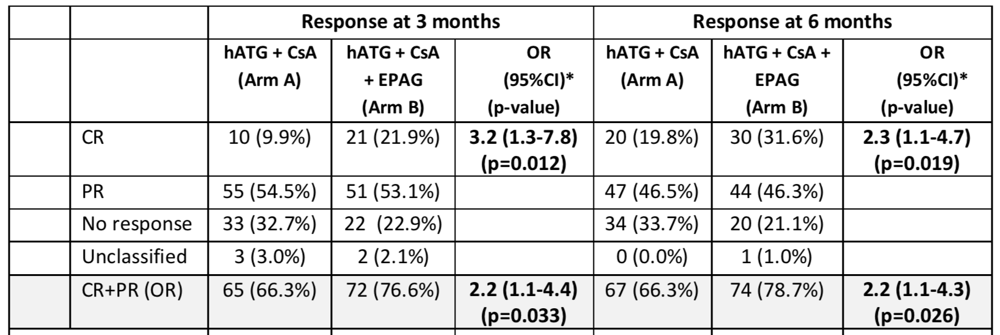 Response at 3 months Response at 6 months
hATG + CsA hATG + CsA OR hATG + CsA hATG + CsA + OR
(Arm A) + EPAG (95%CI)* (Arm A) EPAG (95%CI)*
(Arm B) (p-value) (Arm B) (p-value)
CR 10 (9.9%) 21 (21.9%) 3.2 (1.3-7.8) 20 (19.8%) 30 (31.6%) 2.3 (1.1-4.7)
(p=0.012) (p=0.019)
PR 55 (54.5%) 51 (53.1%) 47 (46.5%) 44 (46.3%)
No response 33 (32.7%) 22 (22.9%) 34 (33.7%) 20 (21.1%)
Unclassified 3 (3.0%) 2 (2.1%) 0 (0.0%) 1 (1.0%)
CR+PR (OR) 65 (66.3%) 72 (76.6%) 2.2 (1.1-4.4) 67 (66.3%) 74 (78.7%) 2.2 (1.1-4.3)
(p=0.033) (p=0.026)